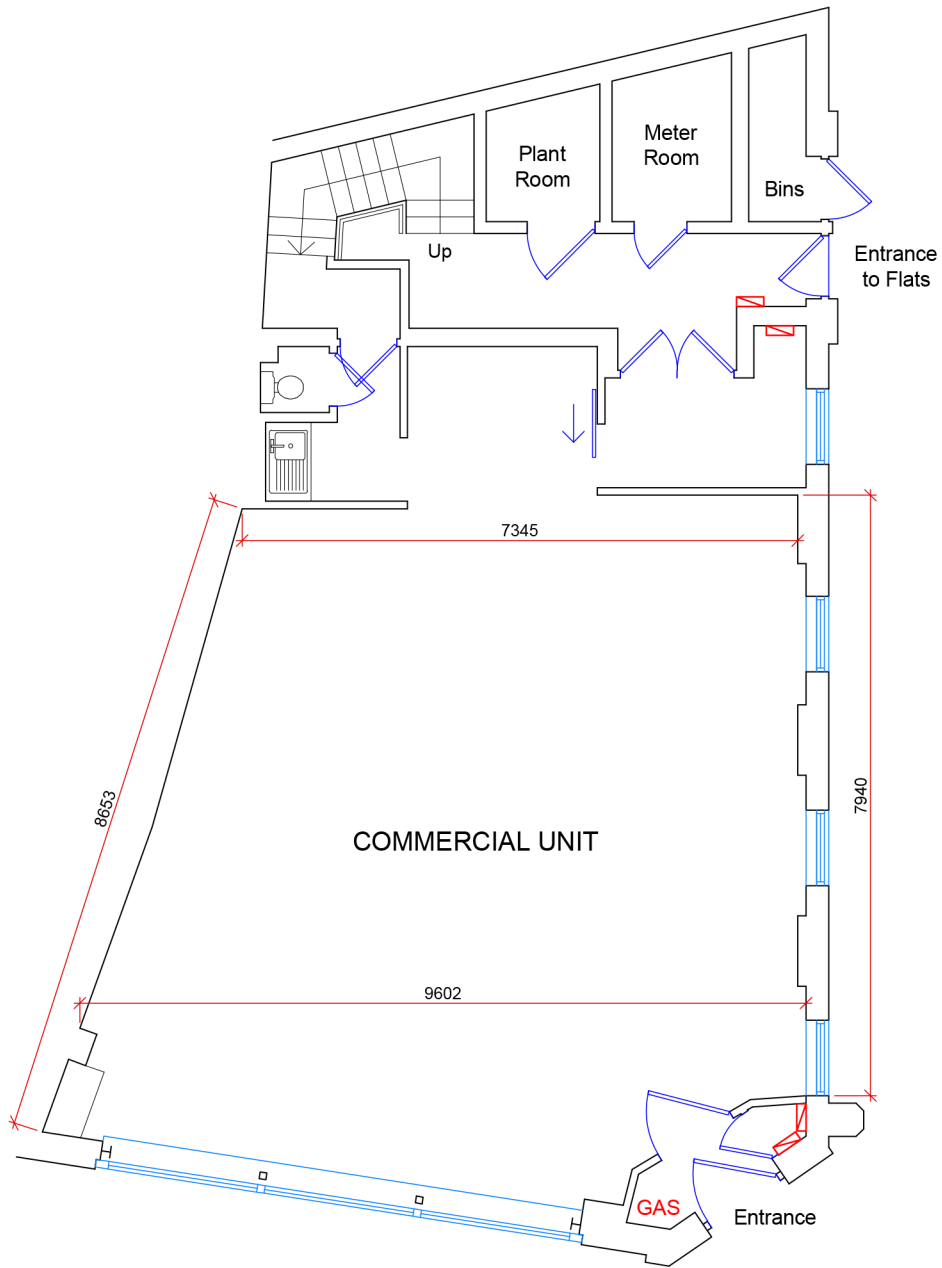 Meter
Room
Plant
Room
Bins
Up
Entrance
to Flats
7345
8653
7940
COMMERCIAL UNIT
9602
GAS
Entrance